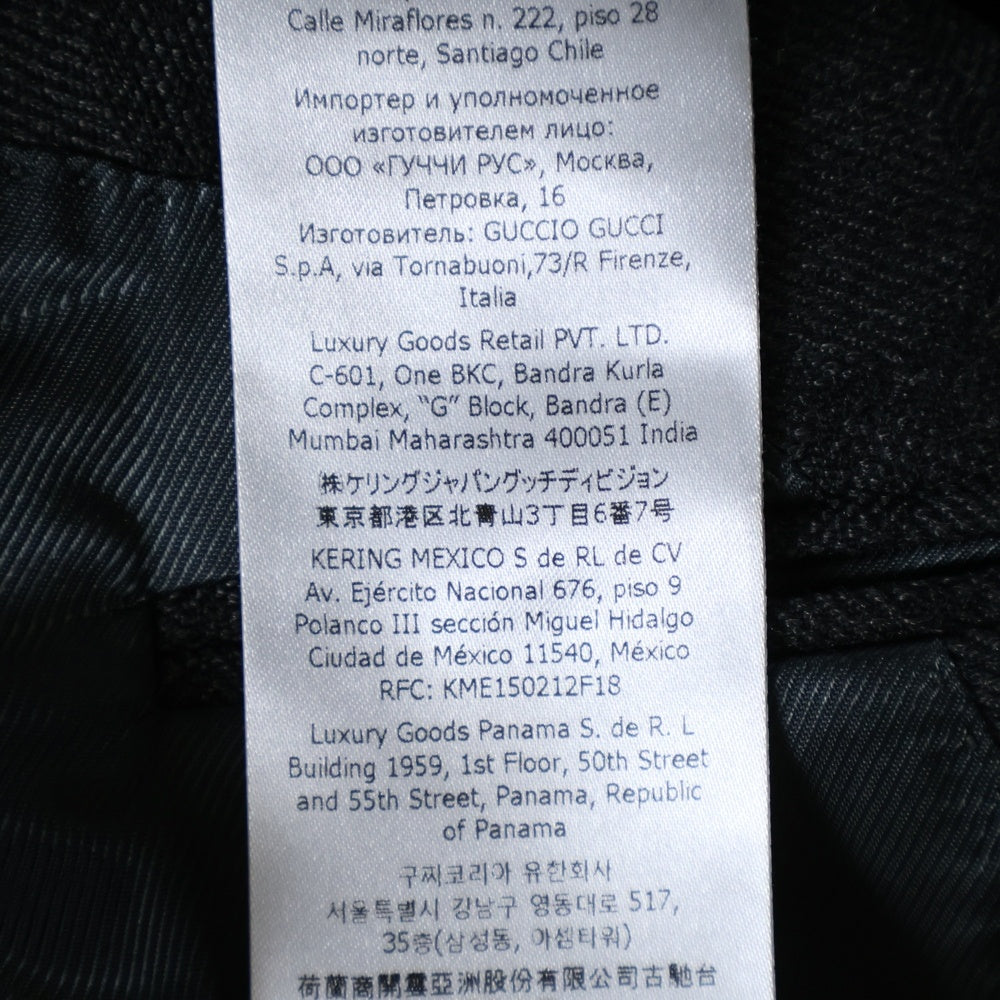 Calle Miraflores n. 222, piso 28
norte, Santiago Chile
Импортер и уполномоченное
изготовителем лицо:
ООО «ГУЧЧИ РУС», Москва,
Петровка, 16
Изготовитель: GUCCIO GUCCI
S.p.A, via Tornabuoni,73/R Firenze,
Italia
Luxury Goods Retail PVT. LTD.
C-601, One BKC, Bandra Kurla
Complex, “G” Block, Bandra (E)
Mumbai Maharashtra 400051 India
㈱ケリングジャパングッチディビジョン
東京都港区北青山3丁目6番7号
KERING MEXICO S de RL de CV
Av. Ejército Nacional 676, piso 9
Polanco III sección Miguel Hidalgo
Ciudad de México 11540, México
RFC: KME150212F18
Luxury Goods Panama S. de R. L
Building 1959, 1st Floor, 50th Street
and 55th Street, Panama, Republic
of Panama
구찌코리아 유한회사
서울특별시 강남구 영동대로 517,
35층(삼성동, 아셈타워)
荷蘭商開雲亞洲股份有限公司古馳台